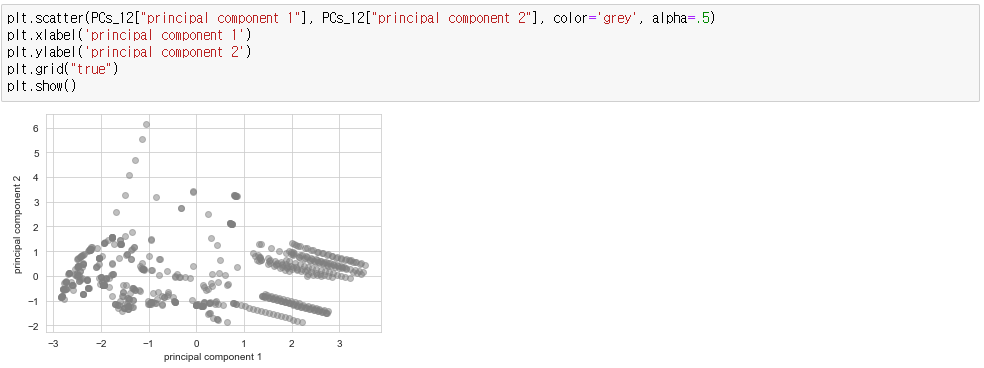 plt.scatter(PCs_12["principal component 1"], PCs_12["principal component 2"], color='grey', alpha=.5)
plt.xlabel('principal component 1')
plt.ylabel('principal component 2')
plt.grid("true")
plt.show()
6
5
4
3
2
1
0
−1
−2
principal component 2
−3 −2 −1 0 1 2 3
principal component 1